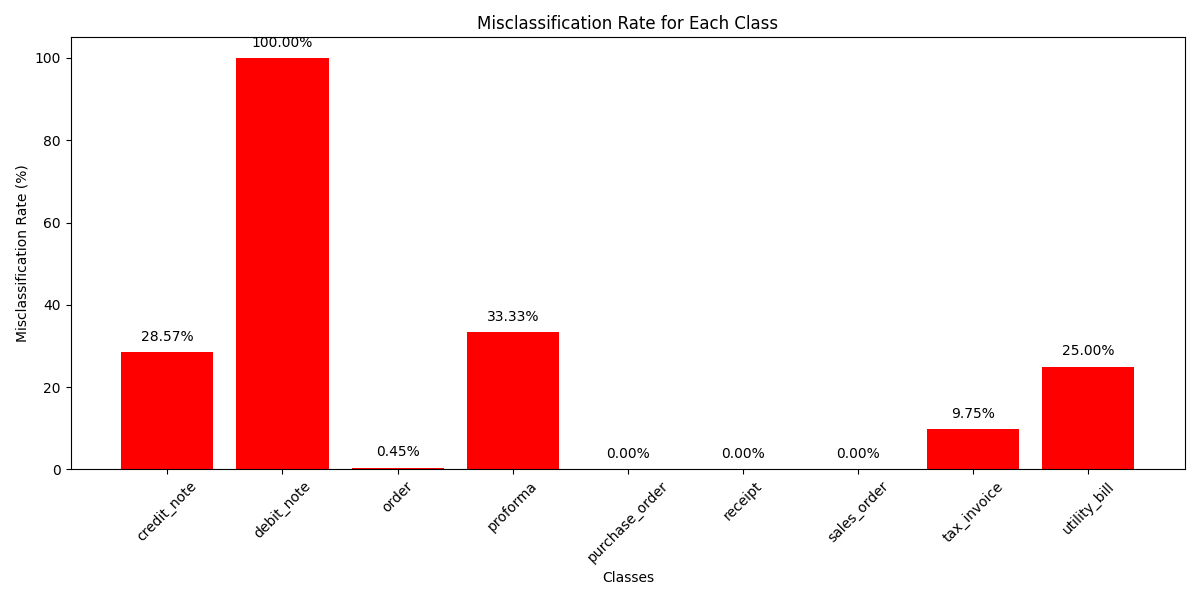 Misclassification Rate for Each Class
Misclassification Rate (%)
100
80
60
40
20
0
28.57%
100.00%
0.45%
33.33%
0.00%
0.00%
0.00%
9.75%
25.00%
credit_note
debit_note
order
proforma
purchase_order
receipt
sales_order
tax_invoice
utility_bill
Classes